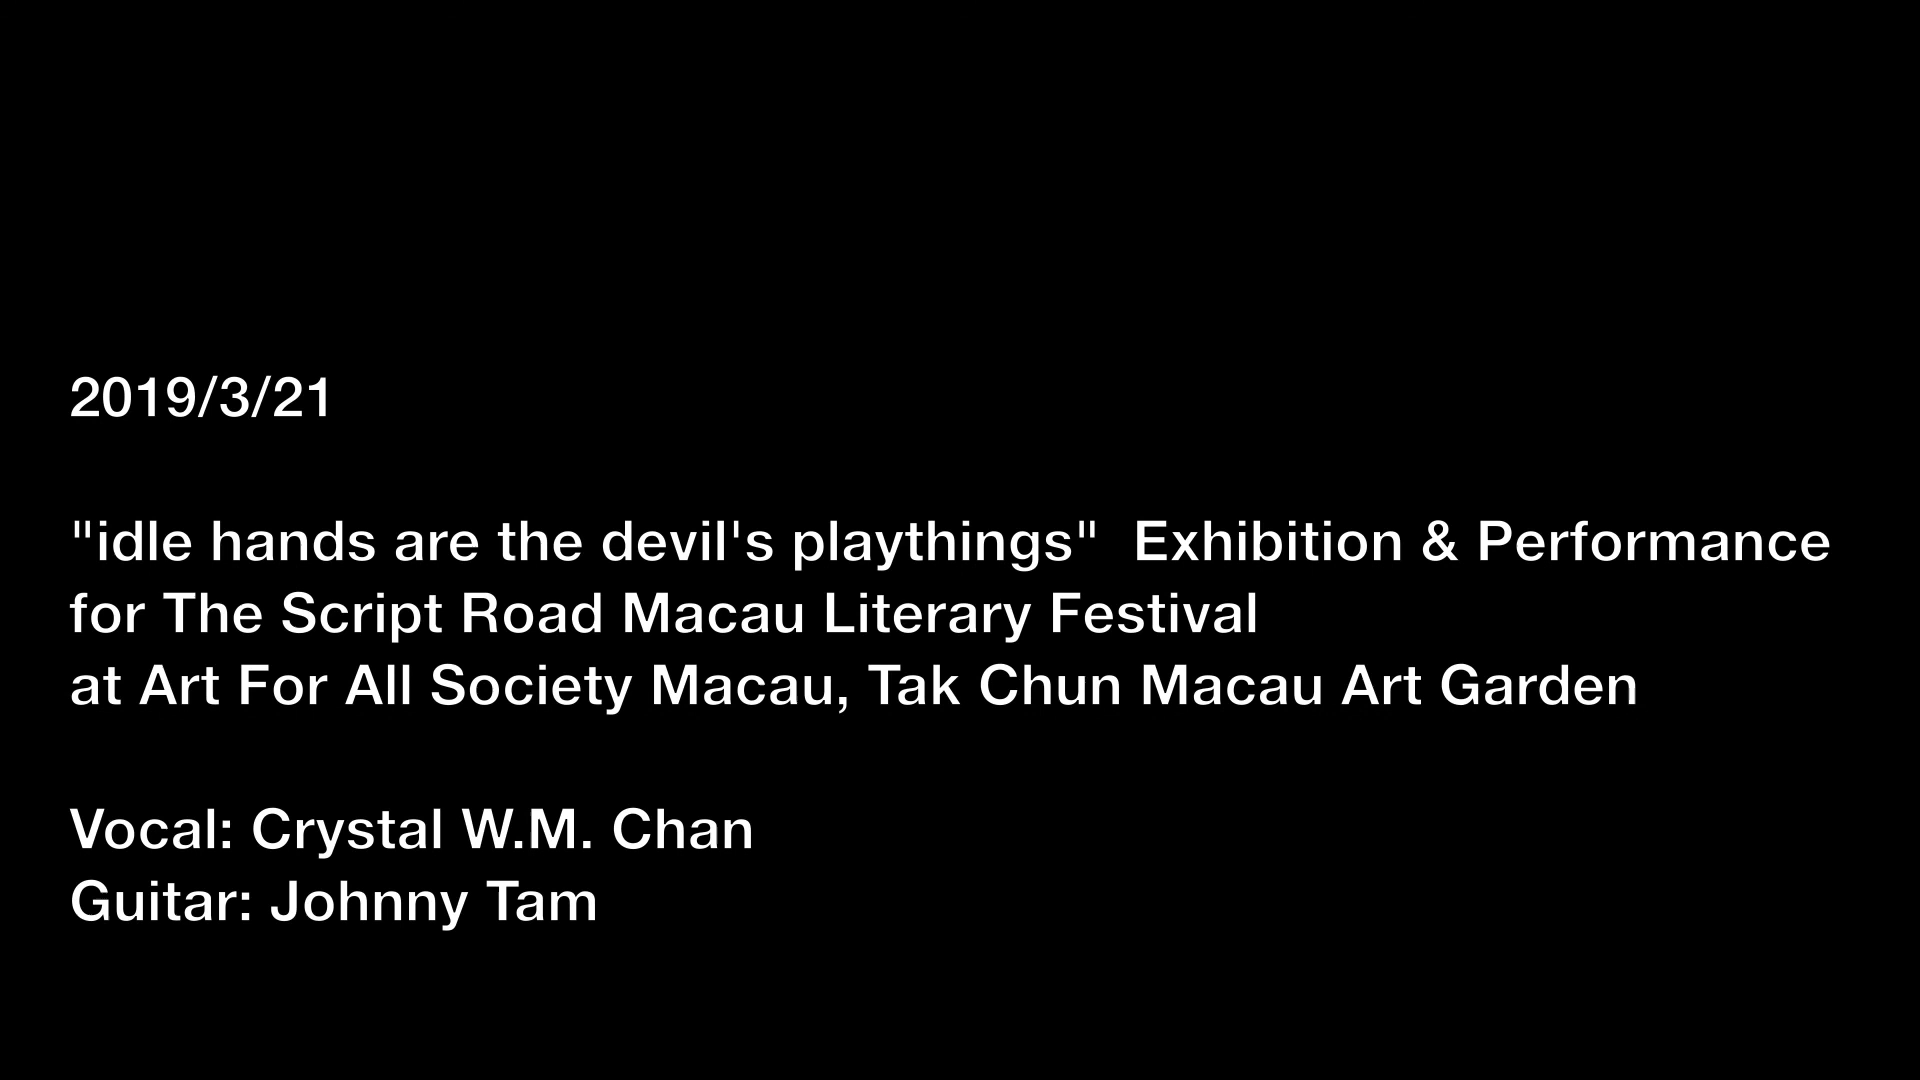 2019/3/21
"idle hands are the devil's playthings"  Exhibition & Performance
for The Script Road Macau Literary Festival
at Art For All Society Macau, Tak Chun Macau Art Garden
Vocal: Crystal W.M. Chan
Guitar: Johnny Tam